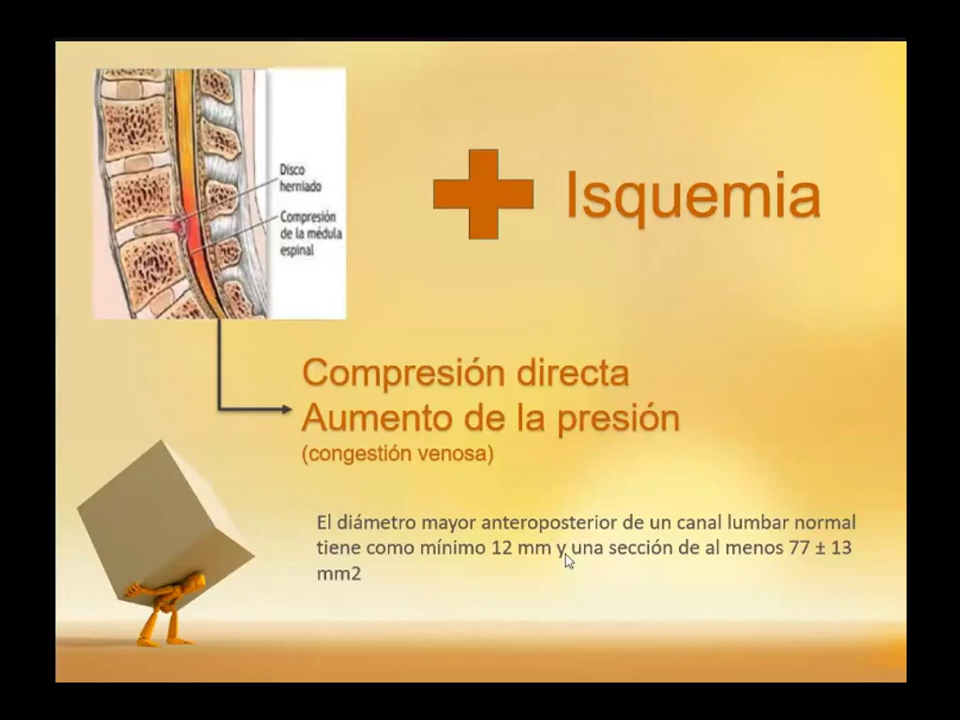 Disco
herniado
Compresión
de la médula
espinal
Isquemia
Compresión directa
Aumento de la presión
(congestión venosa)
El diámetro mayor anteroposterior de un canal lumbar normal
tiene como mínimo 12 mm y una sección de al menos 77 ± 13
mm2